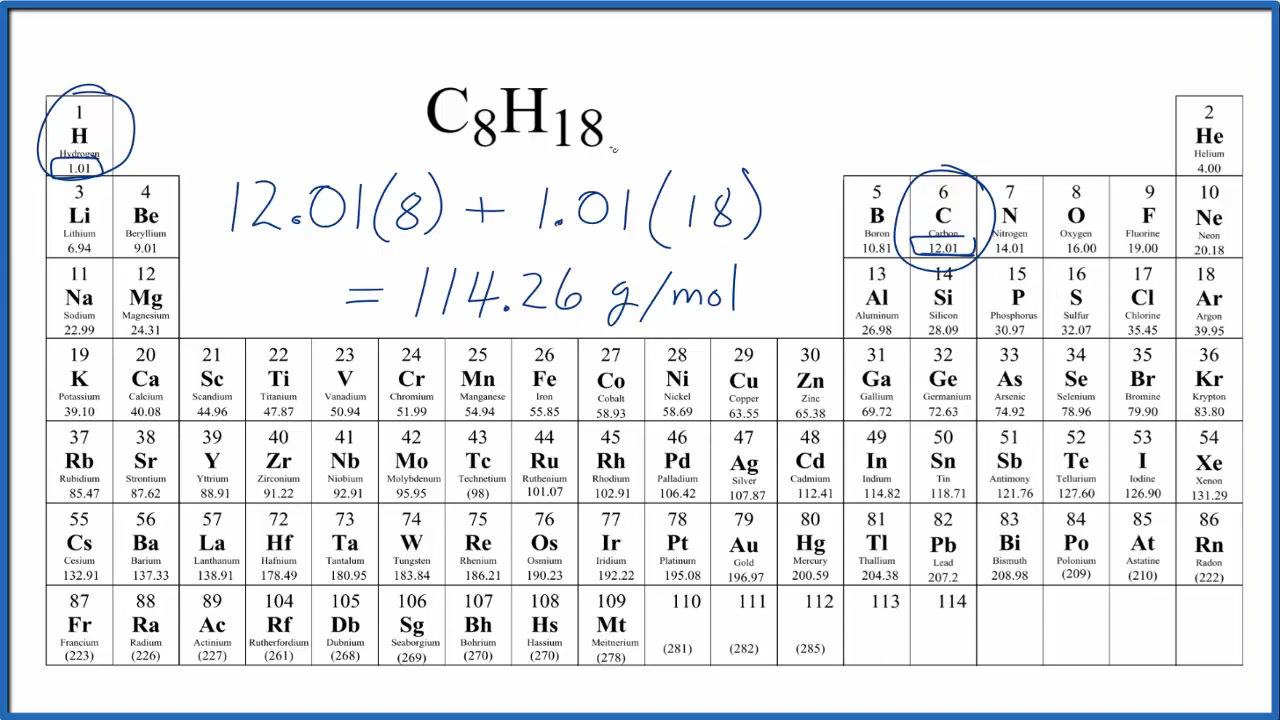 C8H18
12.01(8) + 1.01(18)
= 114.26 g/mol
1 2
H He
Hydrogen Helium
1.01 4.00
3 4 5 6 7 8 9 10
Li Be B C N O F Ne
Lithium Beryllium Boron Carbon Nitrogen Oxygen Fluorine Neon
6.94 9.01 10.81 12.01 14.01 16.00 19.00 20.18
11 12 13 14 15 16 17 18
Na Mg Al Si P S Cl Ar
Sodium Magnesium Aluminum Silicon Phosphorus Sulfur Chlorine Argon
22.99 24.31 26.98 28.09 30.97 32.07 35.45 39.95
19 20 21 22 23 24 25 26 27 28 29 30 31 32 33 34 35 36
K Ca Sc Ti V Cr Mn Fe Co Ni Cu Zn Ga Ge As Se Br Kr
Potassium Calcium Scandium Titanium Vanadium Chromium Manganese Iron Cobalt Nickel Copper Zinc Gallium Germanium Arsenic Selenium Bromine Krypton
39.10 40.08 44.96 47.87 50.94 51.99 54.94 55.85 58.93 58.69 63.55 65.38 69.72 72.63 74.92 78.96 79.90 83.80
37 38 39 40 41 42 43 44 45 46 47 48 49 50 51 52 53 54
Rb Sr Y Zr Nb Mo Tc Ru Rh Pd Ag Cd In Sn Sb Te I Xe
Rubidium Strontium Yttrium Zirconium Niobium Molybdenum Technetium Ruthenium Rhodium Palladium Silver Cadmium Indium Tin Antimony Tellurium Iodine Xenon
85.47 87.62 88.91 91.22 92.91 95.95 (98) 101.07 102.91 106.42 107.87 112.41 114.82 118.71 121.76 127.60 126.90 131.29
55 56 57 72 73 74 75 76 77 78 79 80 81 82 83 84 85 86
Cs Ba La Hf Ta W Re Os Ir Pt Au Hg Tl Pb Bi Po At Rn
Cesium Barium Lanthanum Hafnium Tantalum Tungsten Rhenium Osmium Iridium Platinum Gold Mercury Thallium Lead Bismuth Polonium Astatine Radon
132.91 137.33 138.91 178.49 180.95 183.84 186.21 190.23 192.22 195.08 196.97 200.59 204.38 207.2 208.98 (209) (210) (222)
87 88 89 104 105 106 107 108 109 110 111 112 113 114
Fr Ra Ac Rf Db Sg Bh Hs Mt
Francium Radium Actinium Rutherfordium Dubnium Seaborgium Bohrium Hassium Meitnerium
(223) (226) (227) (261) (268) (269) (270) (270) (278) (281) (282) (285)